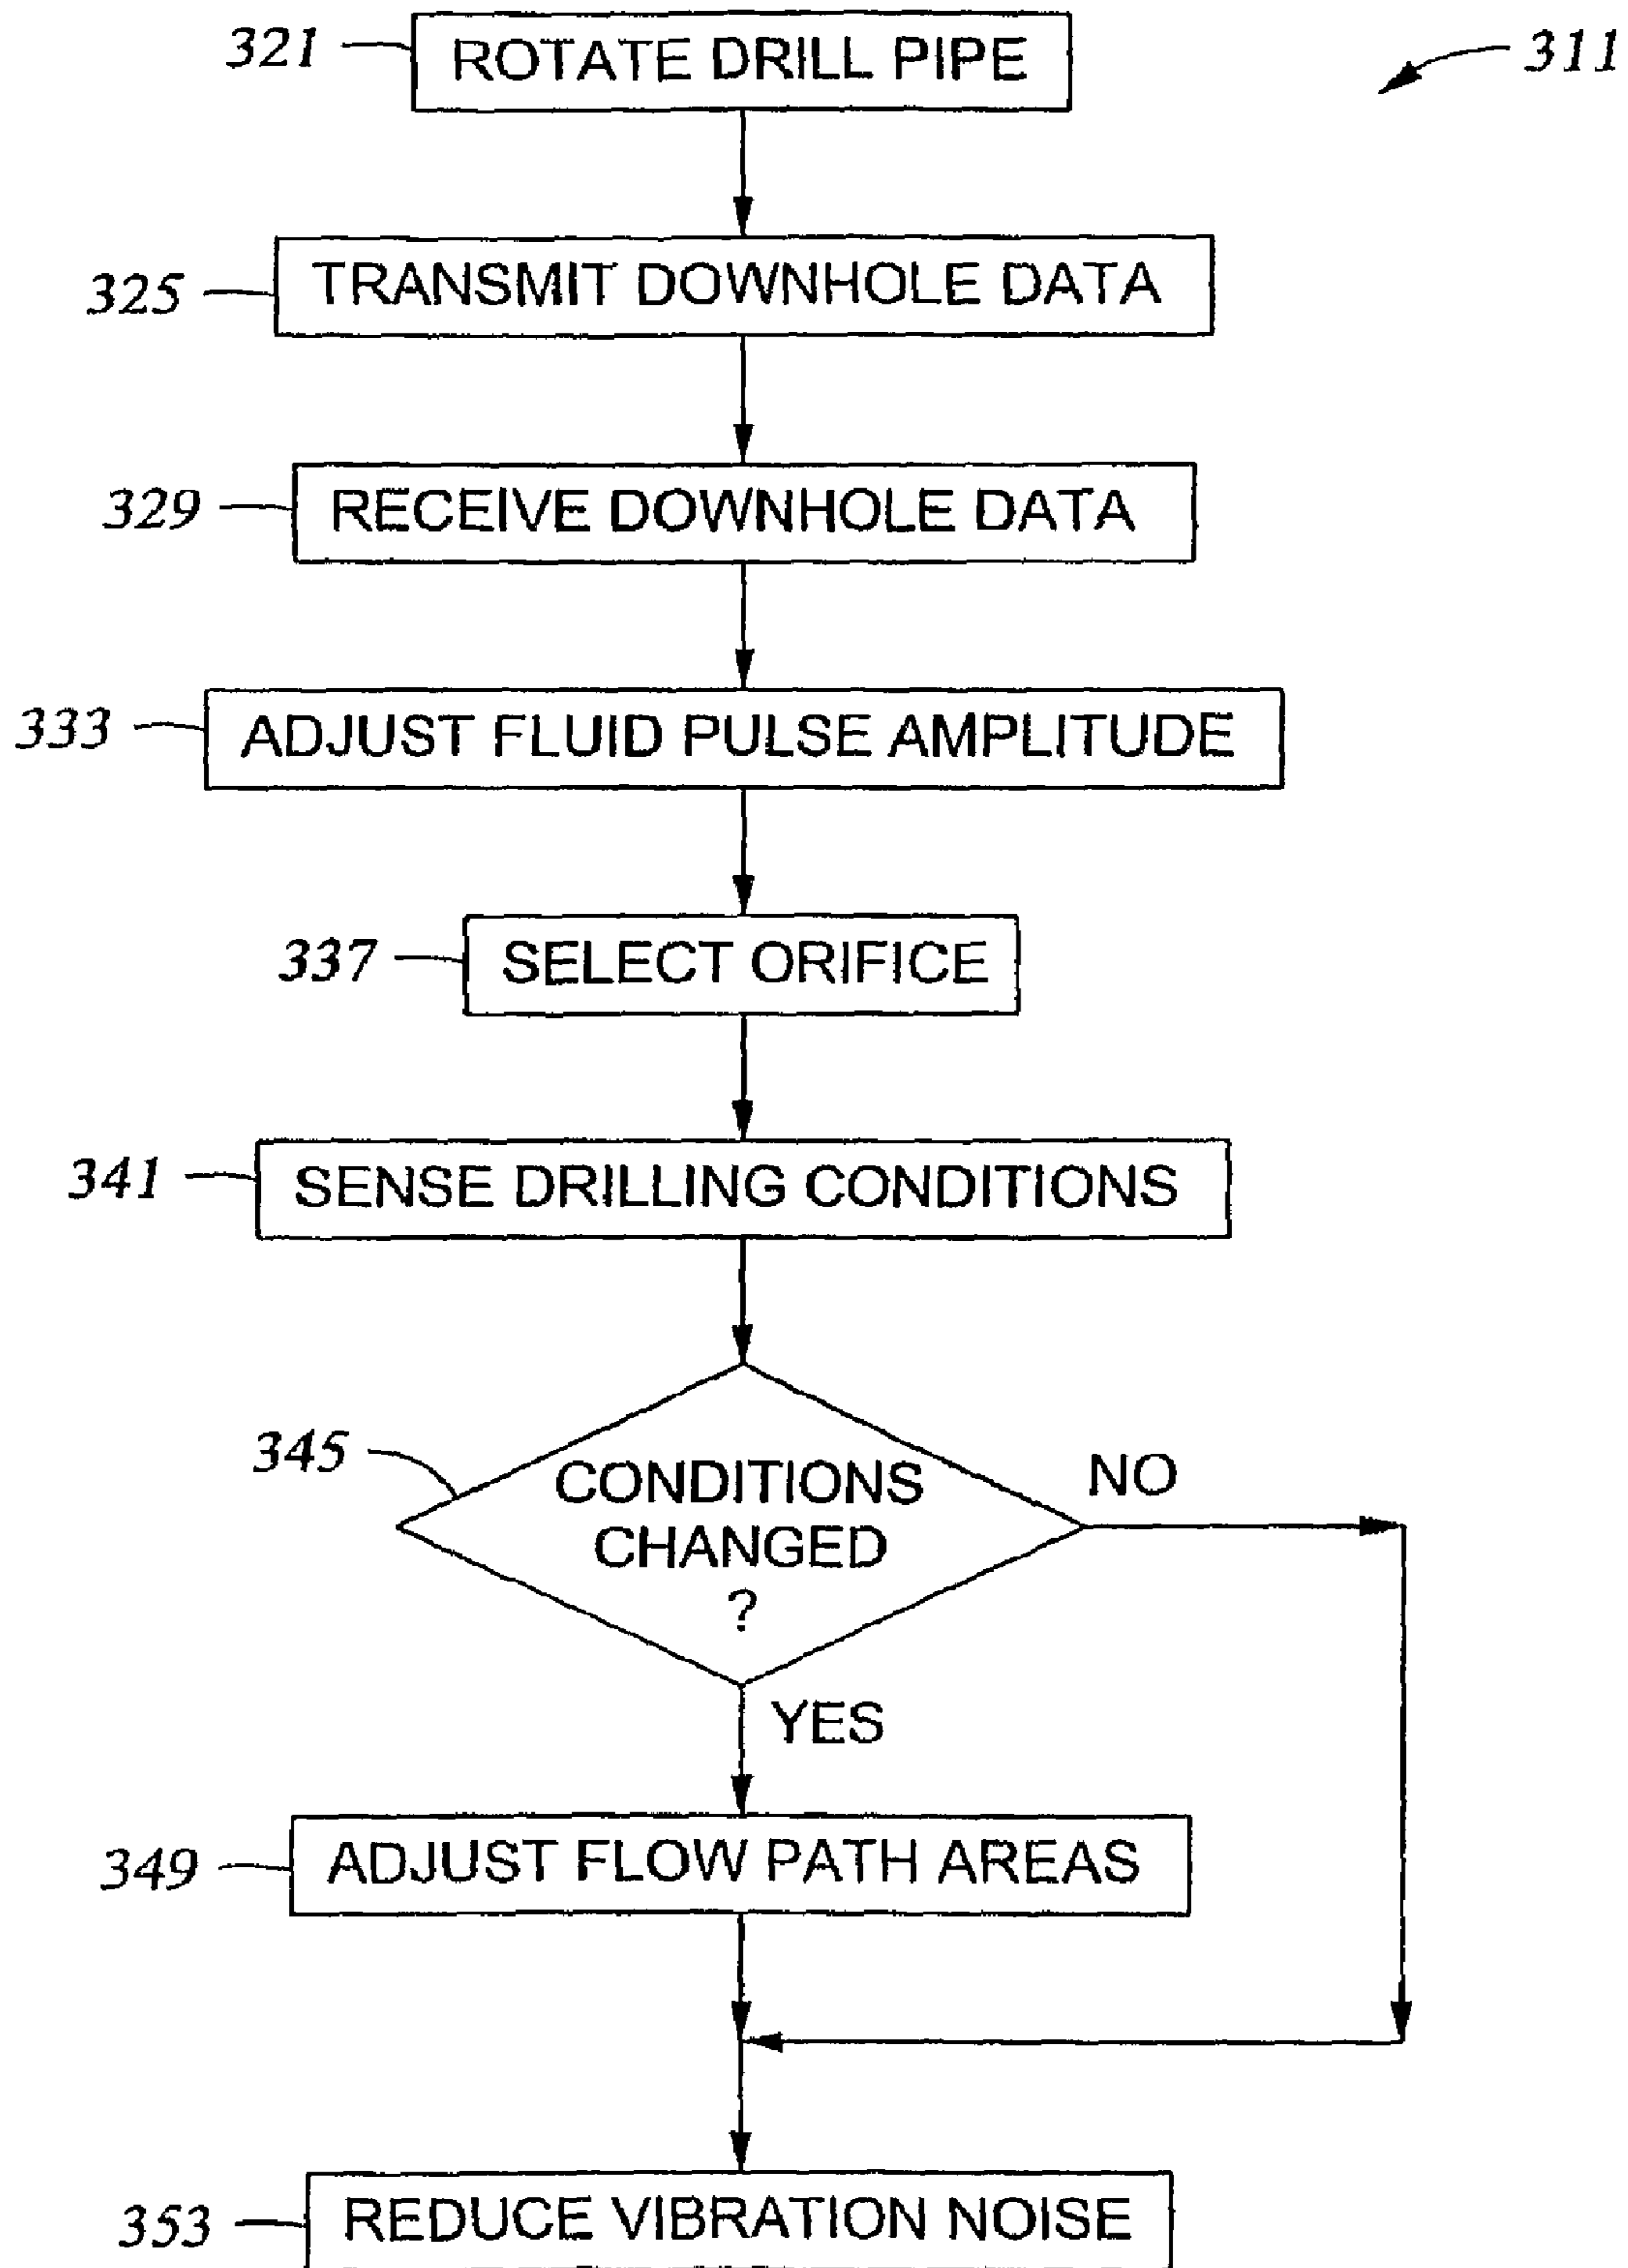 321 ROTATE DRILL PIPE
311
325 TRANSMIT DOWNHOLE DATA
329 RECEIVE DOWNHOLE DATA
333 ADJUST FLUID PULSE AMPLITUDE
337 SELECT ORIFICE
341 SENSE DRILLING CONDITIONS
345 CONDITIONS
CHANGED
?
NO
YES
349 ADJUST FLOW PATH AREAS
353 REDUCE VIBRATION NOISE